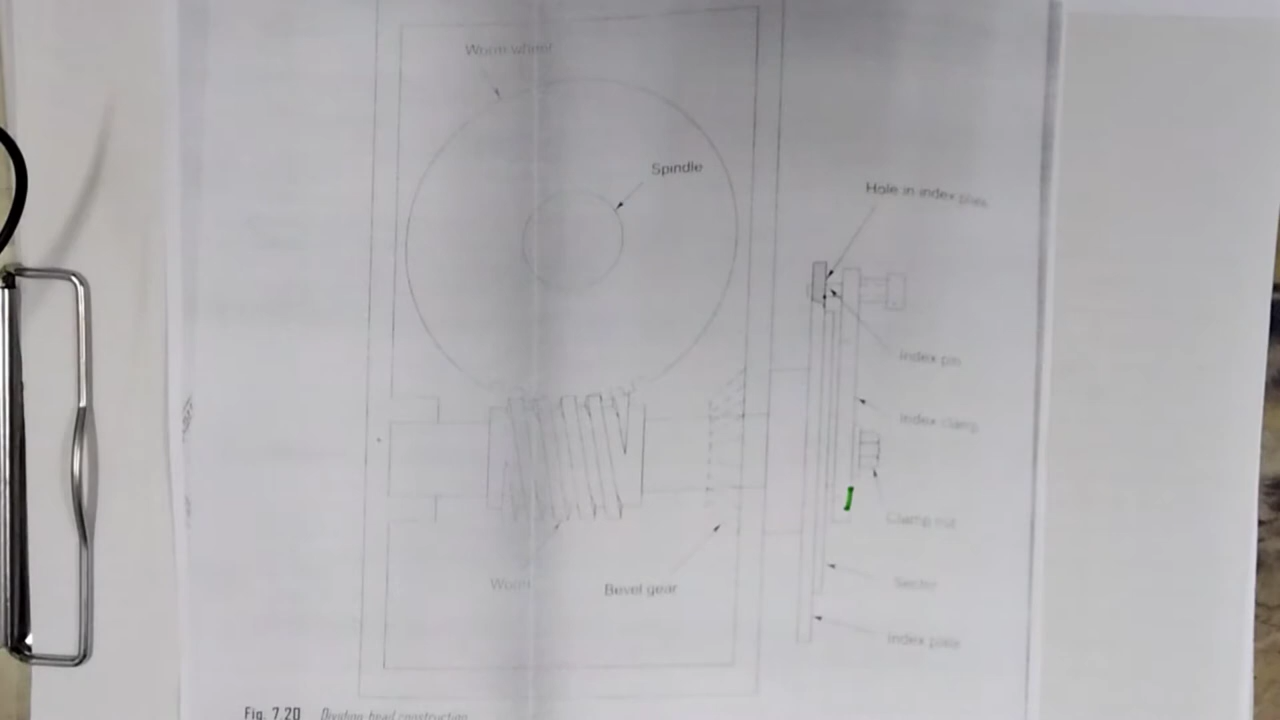 Worm wheel
Spindle
Hole in index plate
Index pin
Index clamp
Clamp nut
Worm
Bevel gear
Sector
Index plate
Fig. 7.20 Dividing head construction